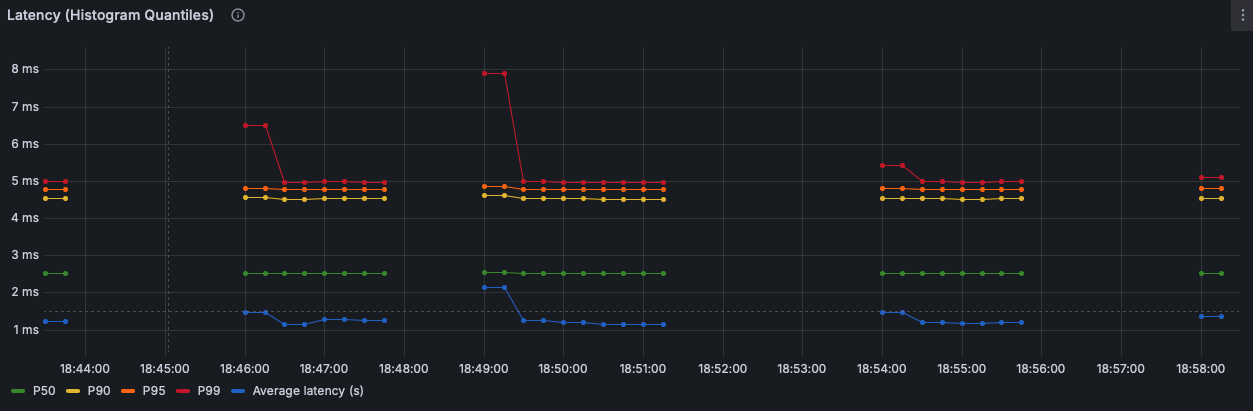 Latency (Histogram Quantiles)
8 ms
7 ms
6 ms
5 ms
4 ms
3 ms
2 ms
1 ms
18:44:00 18:45:00 18:46:00 18:47:00 18:48:00 18:49:00 18:50:00 18:51:00 18:52:00 18:53:00 18:54:00 18:55:00 18:56:00 18:57:00 18:58:00
P50 P90 P95 P99 Average latency (s)